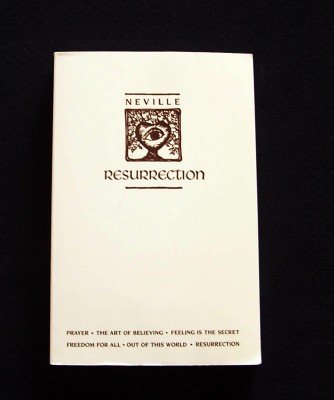 NEVILLE
RESURRECTION
PRAYER • THE ART OF BELIEVING • FEELING IS THE SECRET
FREEDOM FOR ALL • OUT OF THIS WORLD • RESURRECTION